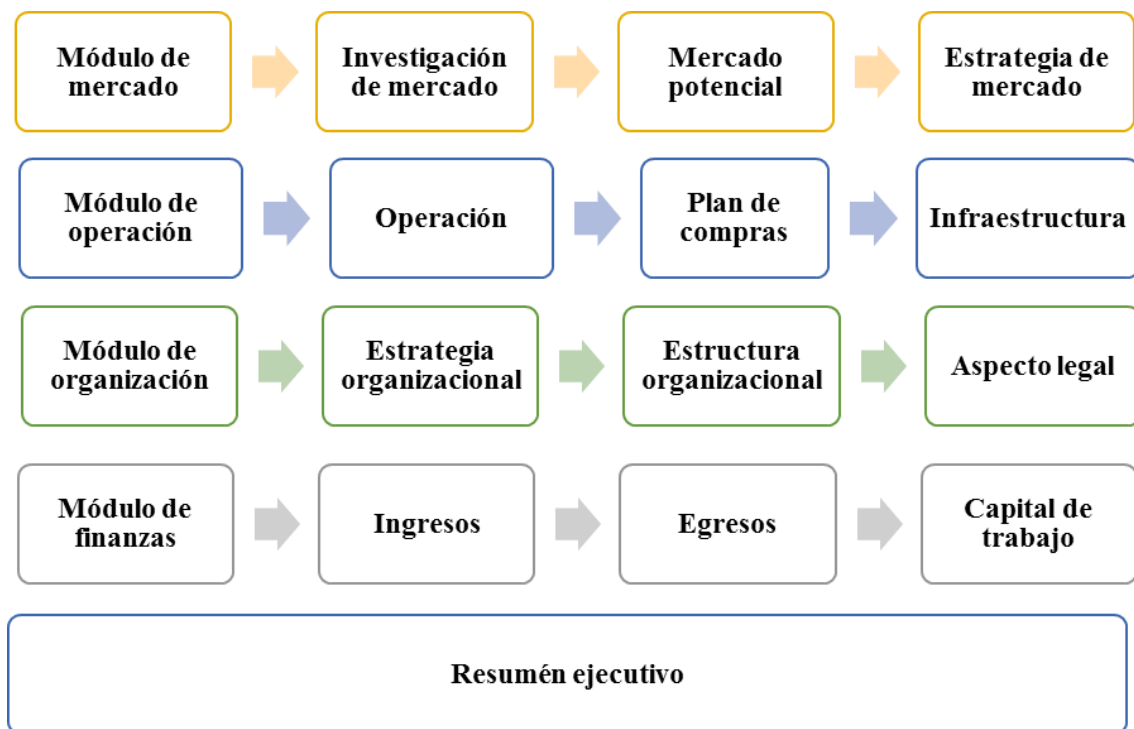 Módulo de
mercado
Investigación
de mercado
Mercado
potencial
Estrategia de
mercado
Módulo de
operación
Operación
Plan de
compras
Infraestructura
Módulo de
organización
Estrategia
organizacional
Estructura
organizacional
Aspecto legal
Módulo de
finanzas
Ingresos
Egresos
Capital de
trabajo
Resumén ejecutivo